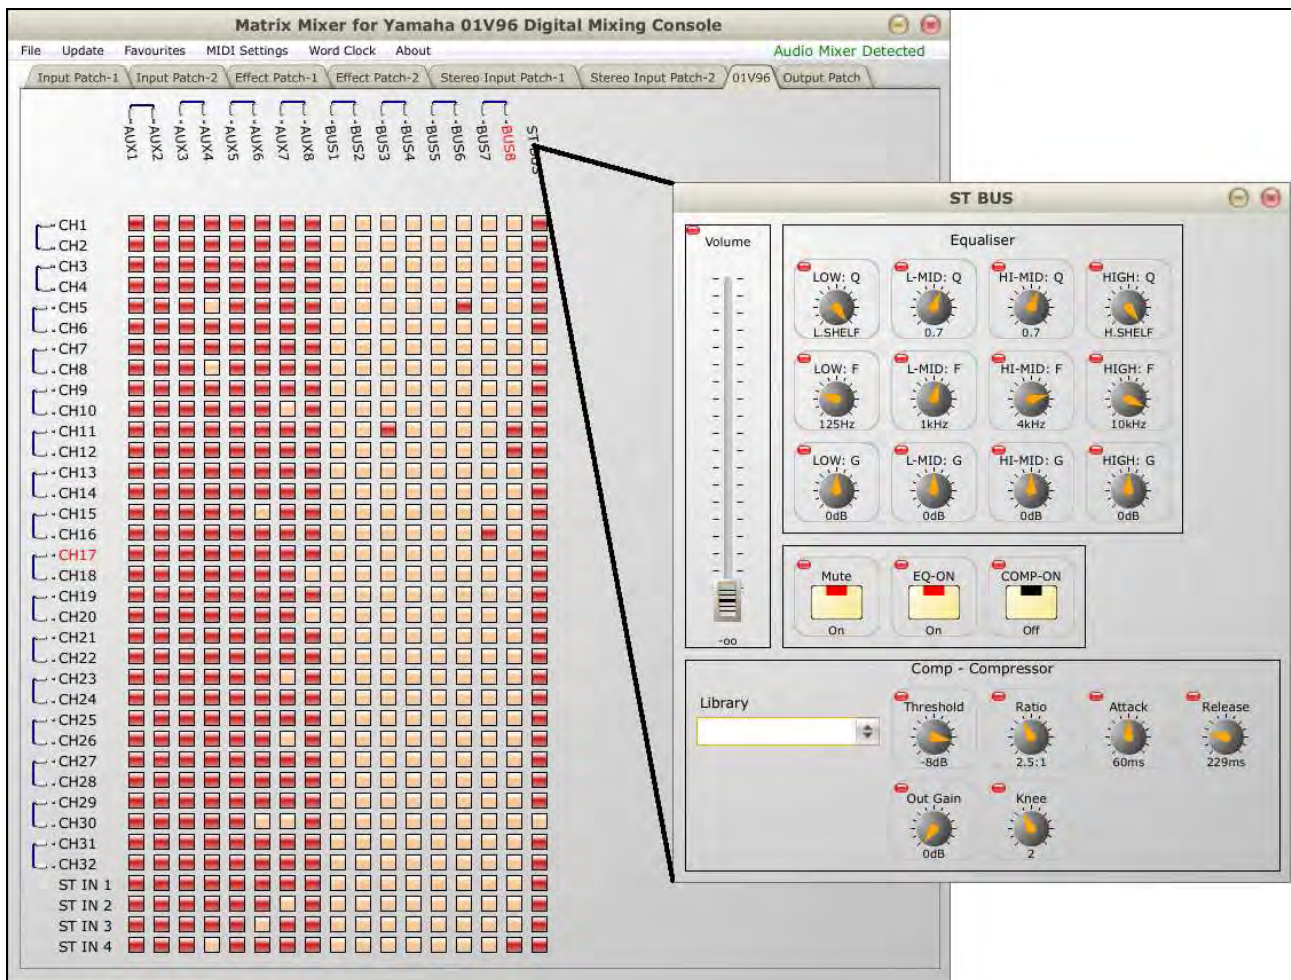 Matrix Mixer for Yamaha 01V96 Digital Mixing Console
File Update Favourites MIDI Settings Word Clock About Audio Mixer Detected
Input Patch-1 Input Patch-2 Effect Patch-1 Effect Patch-2 Stereo Input Patch-1 Stereo Input Patch-2 01V96 Output Patch
AUX1 AUX2 AUX3 AUX4 AUX5 AUX6 AUX7 AUX8 BUS1 BUS2 BUS3 BUS4 BUS5 BUS6 BUS7 BUS8 ST BUS
CH1
CH2
CH3
CH4
CH5
CH6
CH7
CH8
CH9
CH10
CH11
CH12
CH13
CH14
CH15
CH16
CH17
CH18
CH19
CH20
CH21
CH22
CH23
CH24
CH25
CH26
CH27
CH28
CH29
CH30
CH31
CH32
ST IN 1
ST IN 2
ST IN 3
ST IN 4
ST BUS
Volume
-oo
Equaliser
LOW: Q L-MID: Q HI-MID: Q HIGH: Q
L.SHELF 0.7 0.7 H.SHELF
LOW: F L-MID: F HI-MID: F HIGH: F
125Hz 1kHz 4kHz 10kHz
LOW: G L-MID: G HI-MID: G HIGH: G
0dB 0dB 0dB 0dB
Mute EQ-ON COMP-ON
On On Off
Comp - Compressor
Library
Threshold Ratio Attack Release
-8dB 2.5:1 60ms 229ms
Out Gain Knee
0dB 2